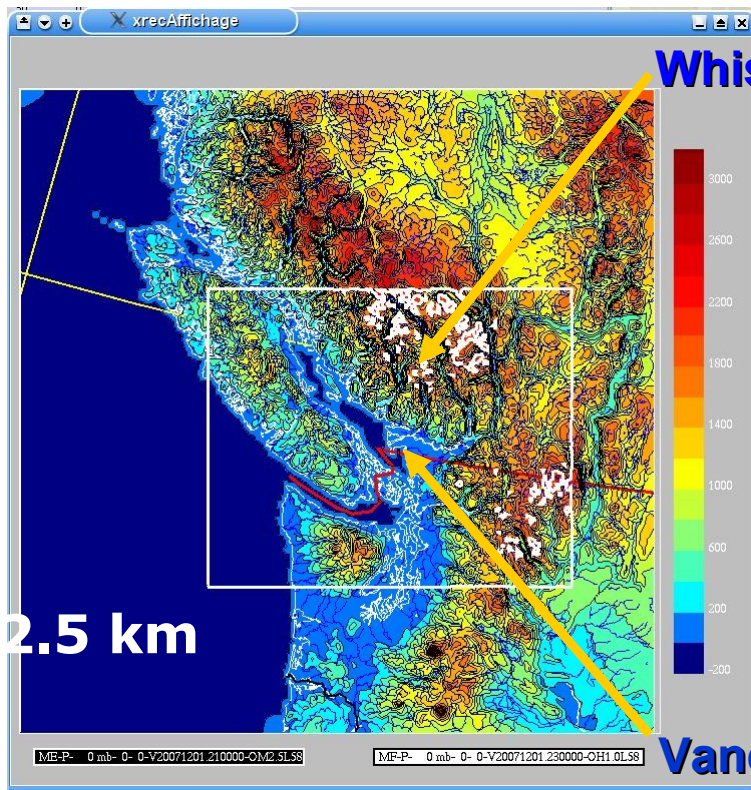 xrecAffichage
Whis
3000
2600
2200
1800
1400
1000
600
200
-200
2.5 km
Vanc
ME-P- 0 mb- 0- 0-V20071201.210000-OM2.5L58
MF-P- 0 mb- 0- 0-V20071201.230000-OH1.0L58